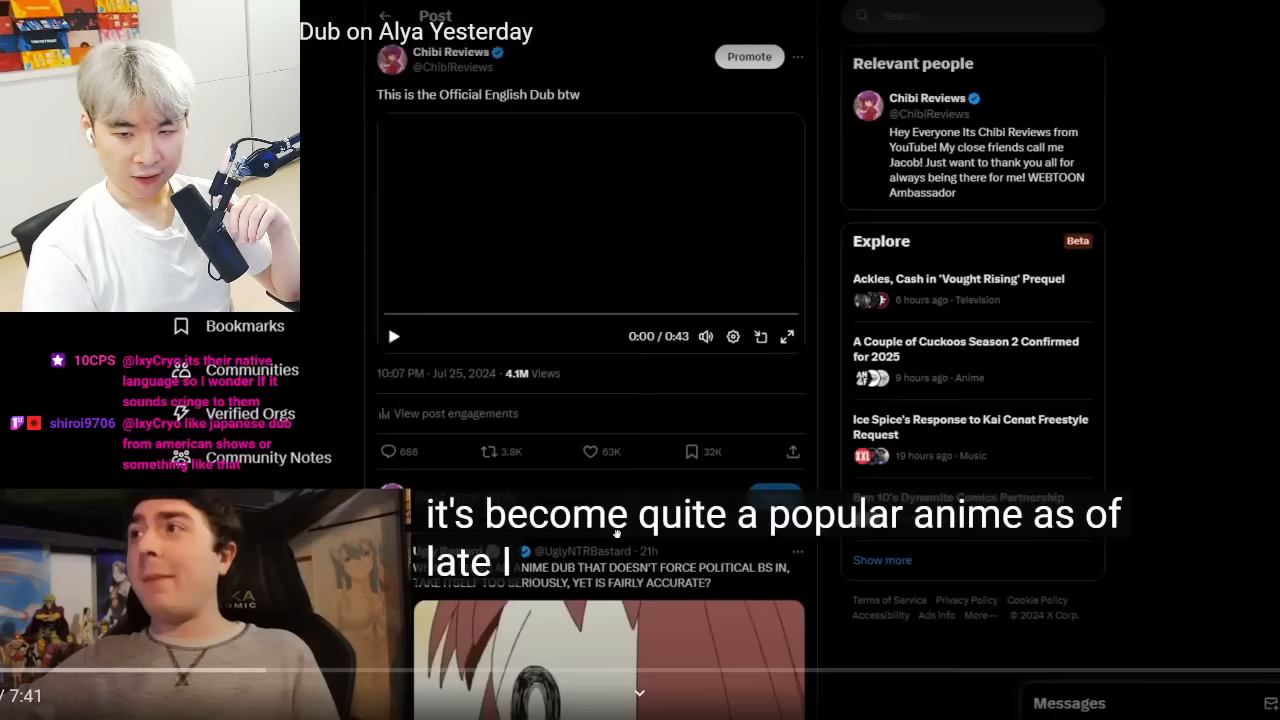 Dub on Alya Yesterday
Post
Search
Chibi Reviews
@ChibiReviews
Promote
This is the Official English Dub btw
0:00 / 0:43
10:07 PM · Jul 25, 2024 · 4.1M Views
View post engagements
686
3.8K
63K
32K
Relevant people
Chibi Reviews
@ChibiReviews
Hey Everyone Its Chibi Reviews from
YouTube! My close friends call me
Jacob! Just want to thank you all for
always being there for me! WEBTOON
Ambassador
Explore
Beta
Ackles, Cash in 'Vought Rising' Prequel
6 hours ago · Television
A Couple of Cuckoos Season 2 Confirmed
for 2025
9 hours ago · Anime
Ice Spice's Response to Kai Cenat Freestyle
Request
19 hours ago · Music
Ben 10's Dynamite Comics Partnership
Show more
Terms of Service Privacy Policy Cookie Policy
Accessibility Ads info More ··· © 2024 X Corp.
Messages
Bookmarks
Communities
Verified Orgs
Community Notes
10CPS @IxyCryo its their native
language so I wonder if it
sounds cringe to them
shiroi9706 @IxyCryo like japanese dub
from american shows or
something like that
it's become quite a popular anime as of
late I
@UglyNTRBastard · 21h
ANIME DUB THAT DOESN'T FORCE POLITICAL BS IN,
TAKE ITSELF TOO SERIOUSLY, YET IS FAIRLY ACCURATE?
/ 7:41